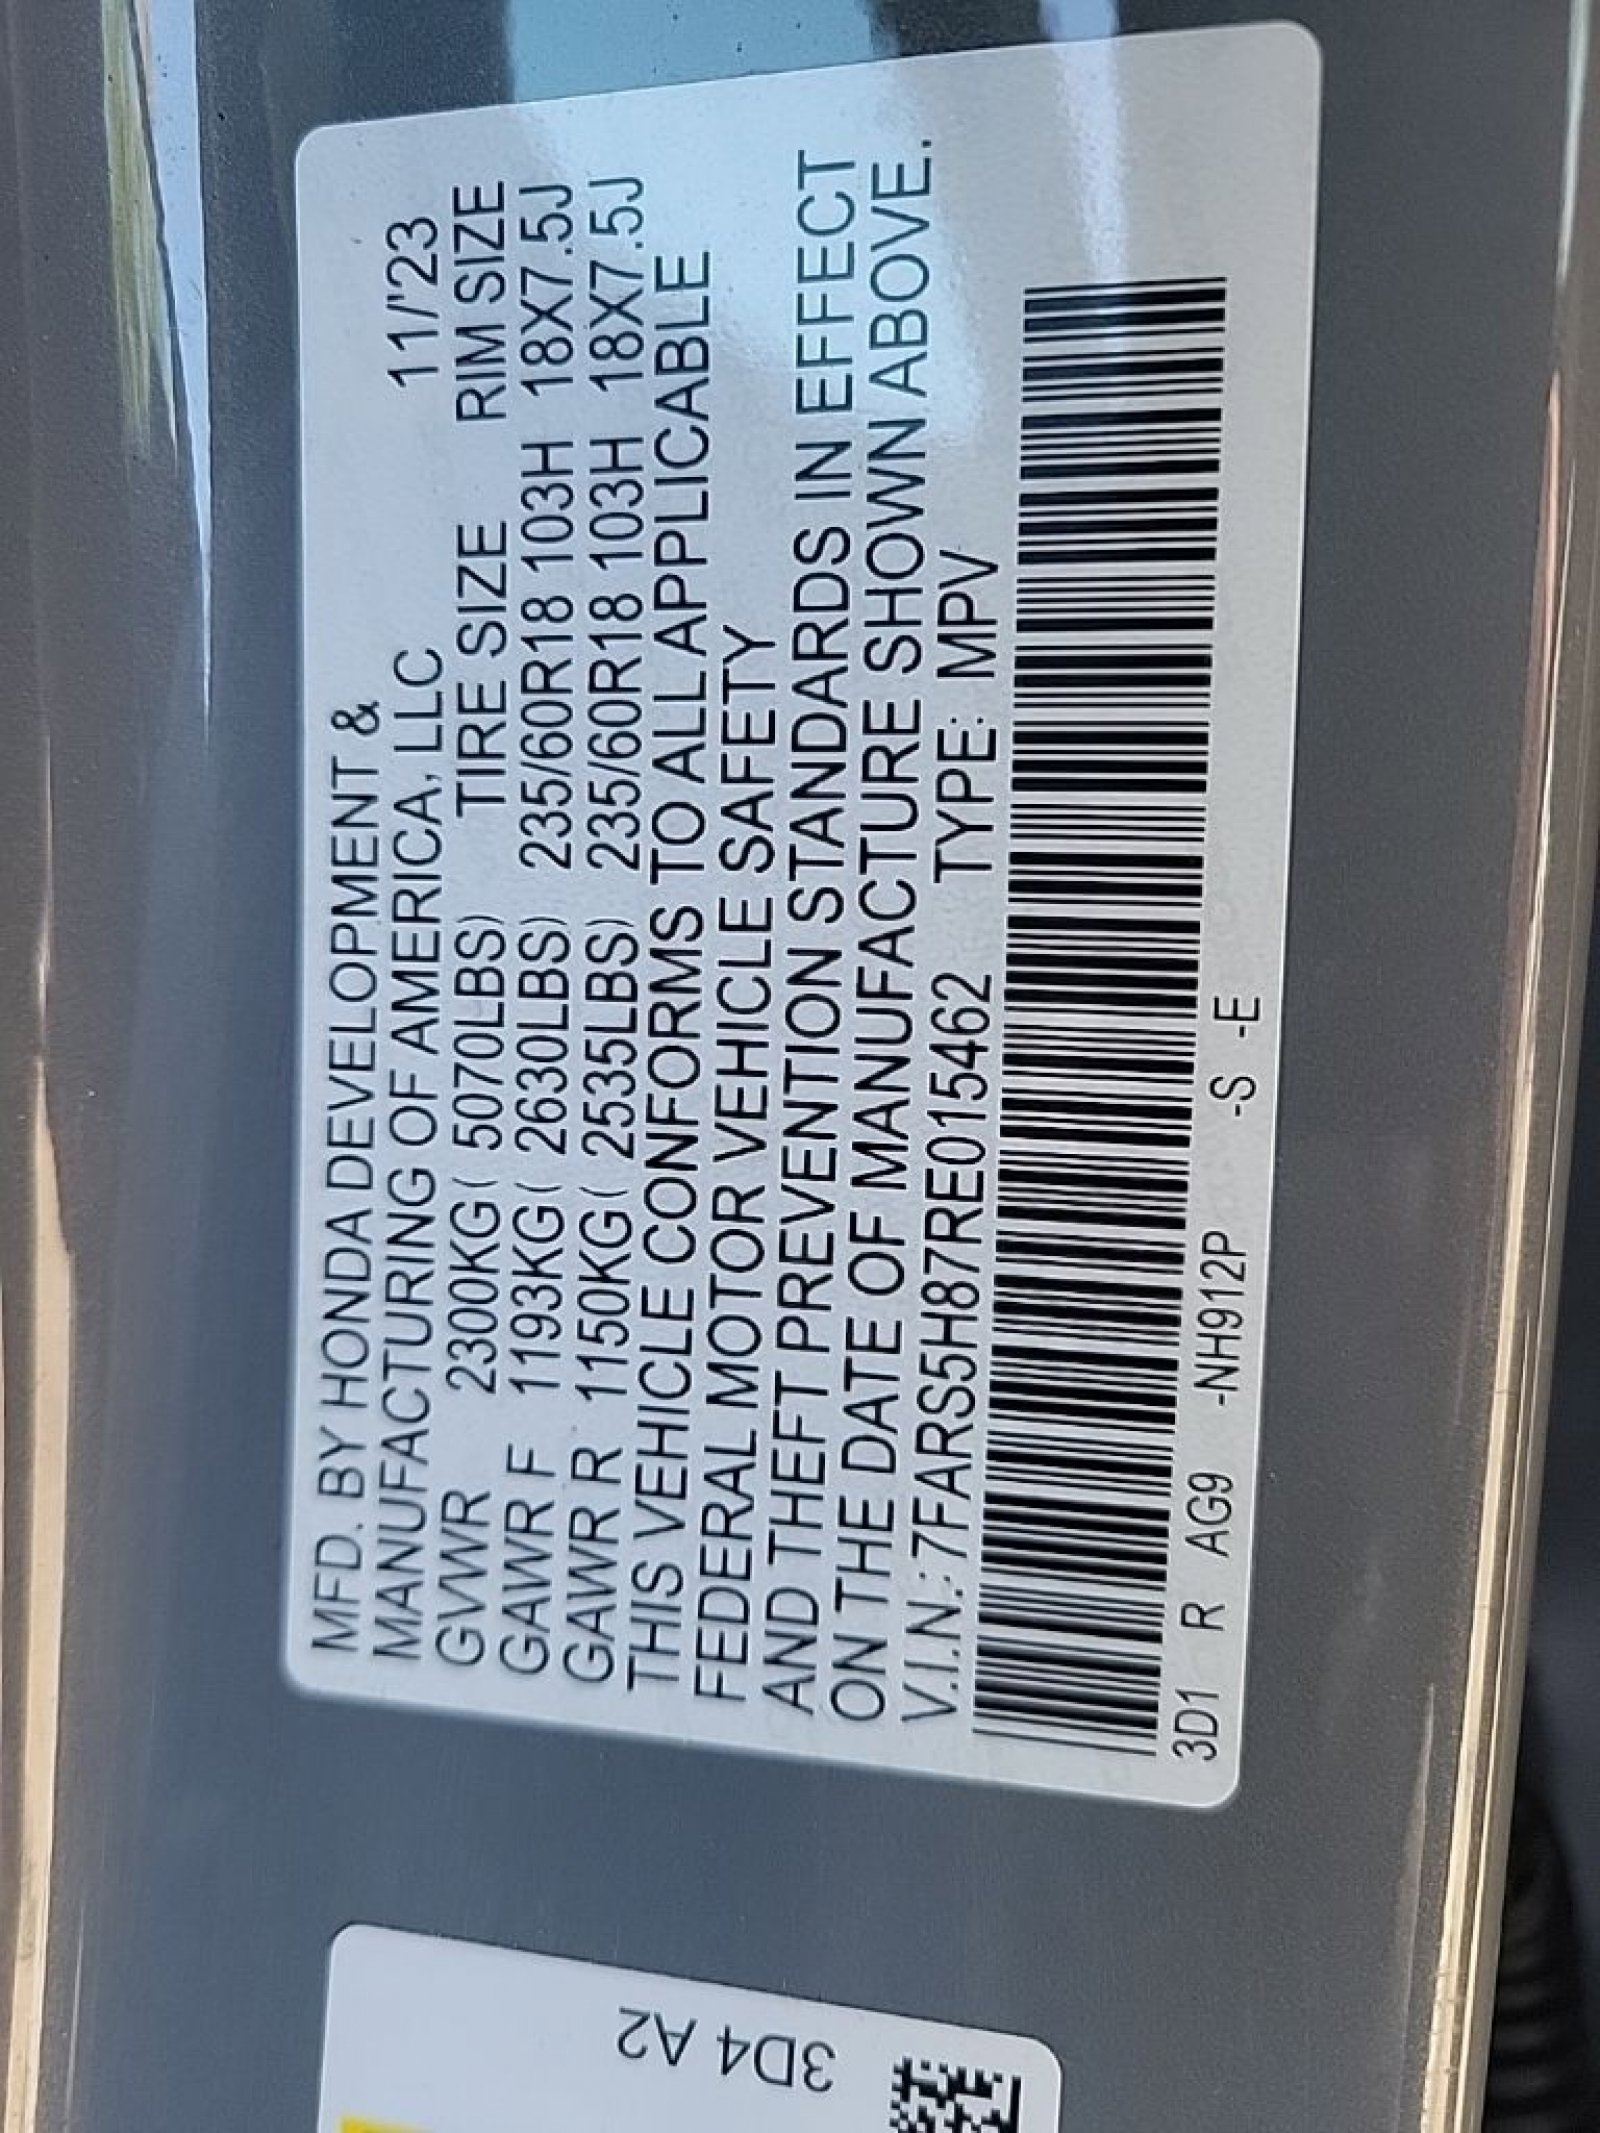 MFD. BY HONDA DEVELOPMENT &
MANUFACTURING OF AMERICA, LLC 11/'23
GVWR 2300KG( 5070LBS) TIRE SIZE RIM SIZE
GAWR F 1193KG( 2630LBS) 235/60R18 103H 18X7.5J
GAWR R 1150KG( 2535LBS) 235/60R18 103H 18X7.5J
THIS VEHICLE CONFORMS TO ALL APPLICABLE
FEDERAL MOTOR VEHICLE SAFETY
AND THEFT PREVENTION STANDARDS IN EFFECT
ON THE DATE OF MANUFACTURE SHOWN ABOVE.
V.I.N.: 7FARS5H87RE015462 TYPE: MPV
3D1 R AG9 -NH912P -S -E
3D4 A2